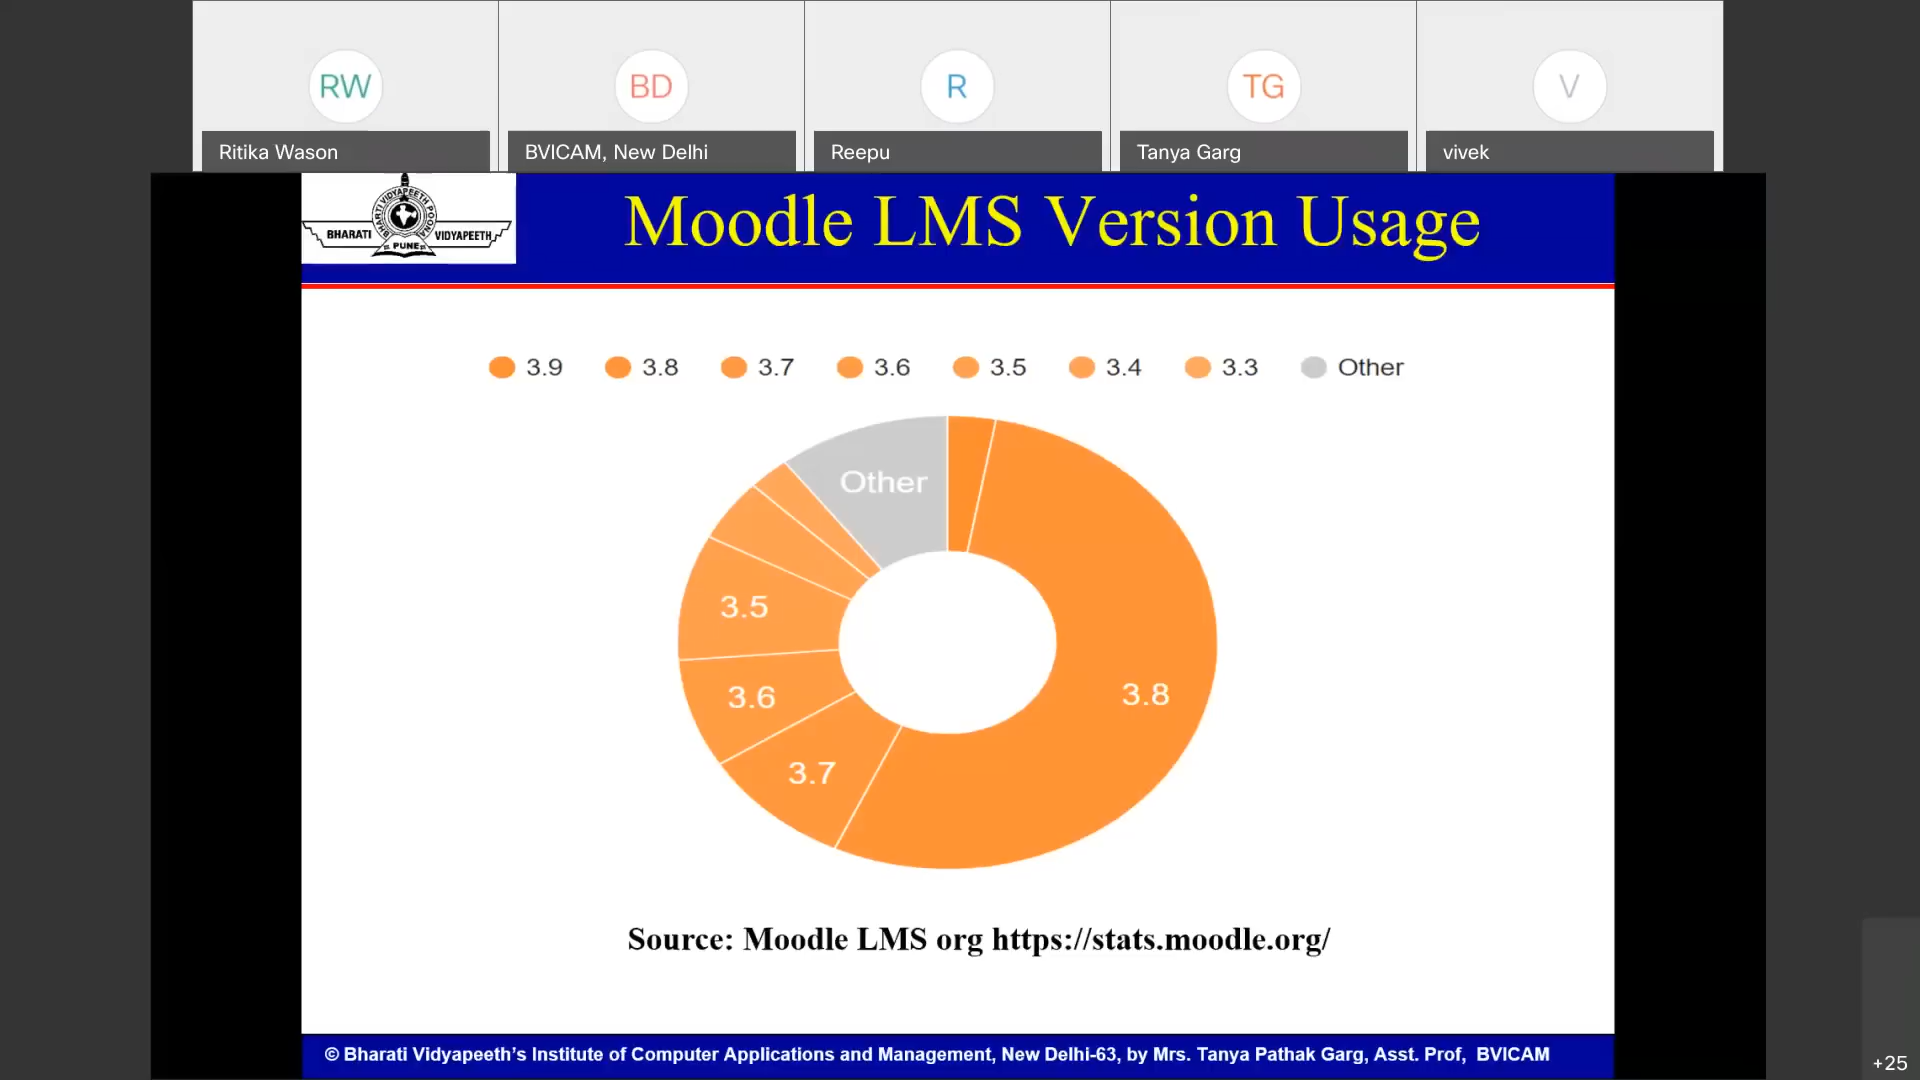 RW BD R TG V
Ritika Wason BVICAM, New Delhi Reepu Tanya Garg vivek
BHARATI VIDYAPEETH POONA
BHARATI VIDYAPEETH
PUNE
Moodle LMS Version Usage
3.9 3.8 3.7 3.6 3.5 3.4 3.3 Other
Other
3.5
3.8
3.6
3.7
Source: Moodle LMS org https://stats.moodle.org/
© Bharati Vidyapeeth’s Institute of Computer Applications and Management, New Delhi-63, by Mrs. Tanya Pathak Garg, Asst. Prof, BVICAM
+25